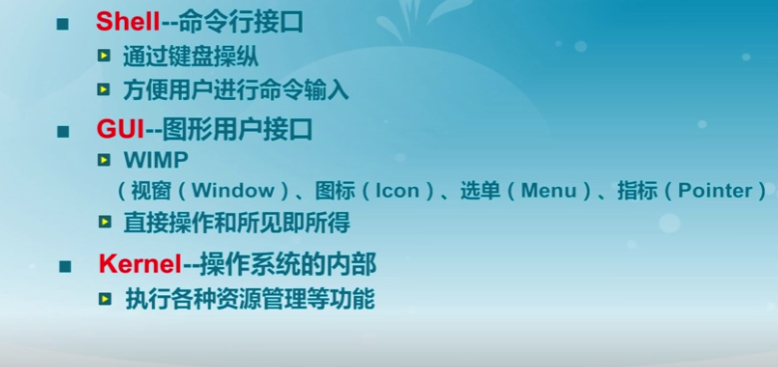 Shell--命令行接口
通过键盘操纵
方便用户进行命令输入
GUI--图形用户接口
WIMP
（视窗（Window）、图标（Icon）、选单（Menu）、指标（Pointer）
直接操作和所见即所得
Kernel--操作系统的内部
执行各种资源管理等功能